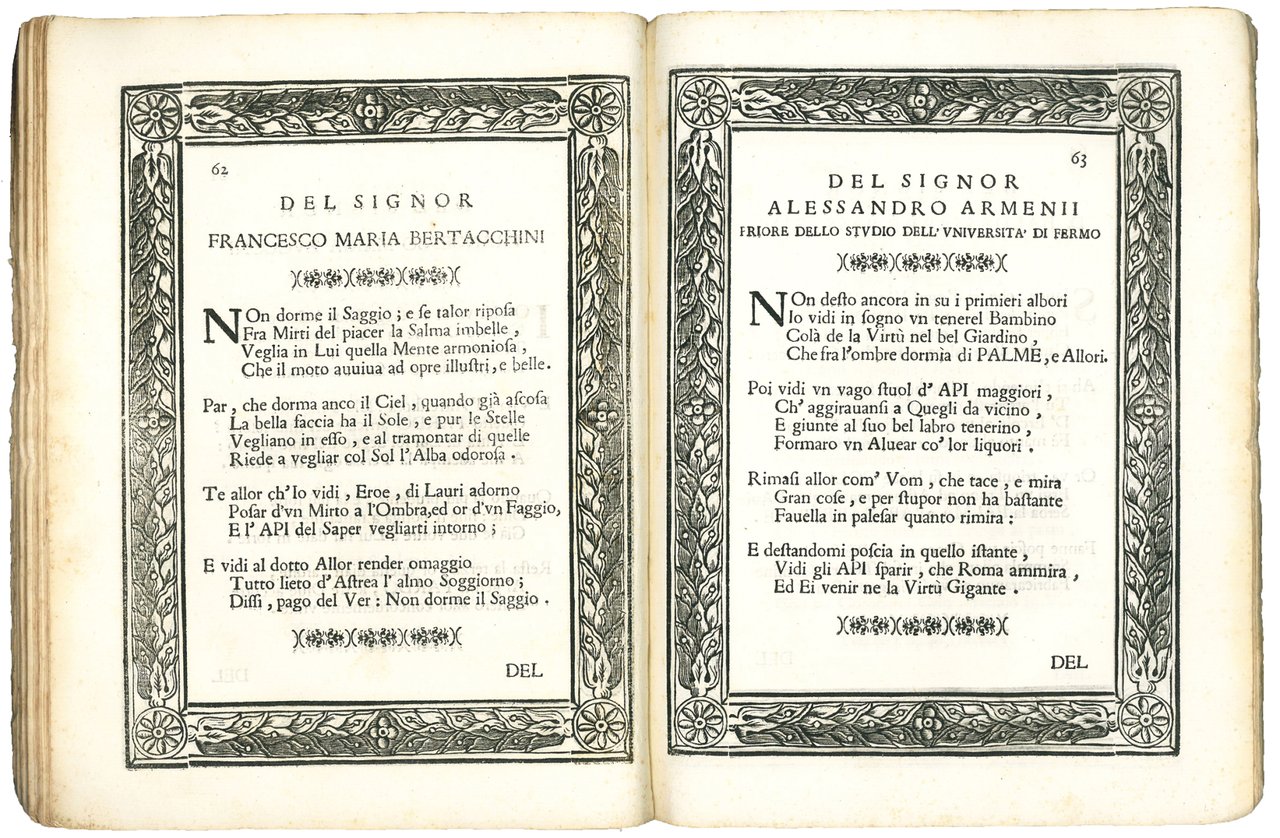 62
DEL SIGNOR
FRANCESCO MARIA BERTACCHINI
NOn dorme il Saggio ; e ſe talor ripoſa
Fra Mirti del piacer la Salma imbelle ,
Veglia in Lui quella Mente armonioſa ,
Che il moto auuiua ad opre illuſtri, e belle.
Par , che dorma anco il Ciel , quando già aſcoſa
La bella faccia ha il Sole , e pur le Stelle
Vegliano in eſſo , e al tramontar di quelle
Riede a vegliar col Sol l'Alba odoroſa .
Te allor ch'Io vidi , Eroe , di Lauri adorno
Poſar d'vn Mirto a l'Ombra,ed or d'vn Faggio,
E l' API del Saper vegliarti intorno ;
E vidi al dotto Allor render omaggio
Tutto lieto d'Aſtrea l' almo Soggiorno ;
Diſſi , pago del Ver : Non dorme il Saggio .
DEL
63
DEL SIGNOR
ALESSANDRO ARMENII
PRIORE DELLO STVDIO DELL' VNIVERSITA' DI FERMO
NOn deſto ancora in su i primieri albori
Io vidi in ſogno vn tenerel Bambino
Colà de la Virtù nel bel Giardino ,
Che fra l'ombre dormia di PALME, e Allori.
Poi vidi vn vago ſtuol d' API maggiori ,
Ch' aggirauanſi a Quegli da vicino ,
E giunte al ſuo bel labro tenerino ,
Formaro vn Aluear co' lor liquori .
Rimaſi allor com' Vom , che tace , e mira
Gran coſe , e per ſtupor non ha baſtante
Fauella in paleſar quanto rimira :
E deſtandomi poſcia in quello iſtante ,
Vidi gli API ſparir , che Roma ammira ,
Ed Ei venir ne la Virtù Gigante .
DEL